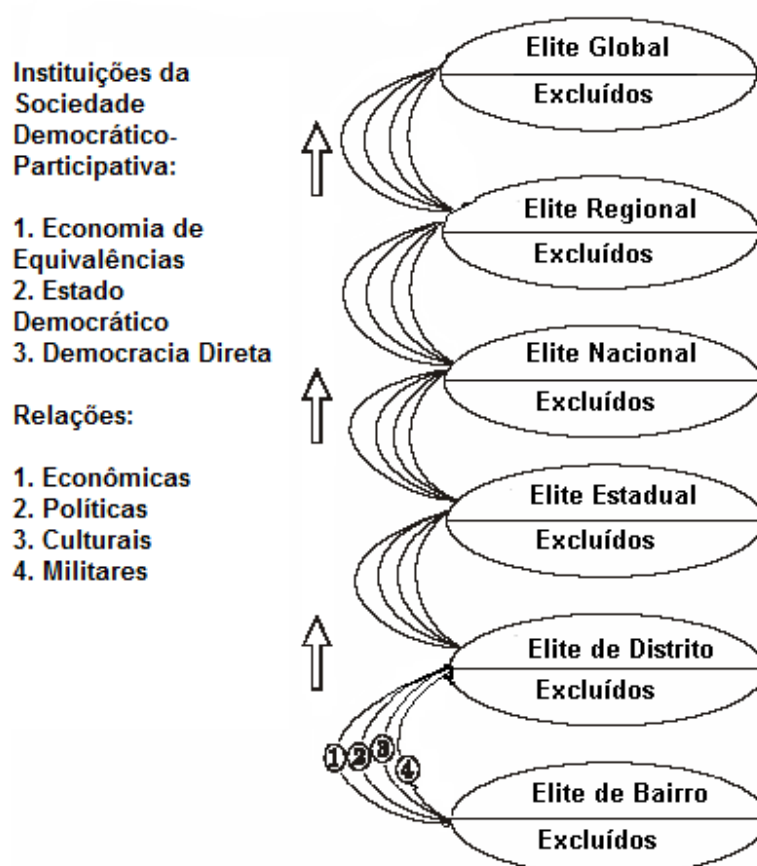 Instituições da
Sociedade
Democrático-
Participativa:
1. Economia de
Equivalências
2. Estado
Democrático
3. Democracia Direta
Relações:
1. Econômicas
2. Políticas
3. Culturais
4. Militares
Elite Global
Excluídos
Elite Regional
Excluídos
Elite Nacional
Excluídos
Elite Estadual
Excluídos
Elite de Distrito
Excluídos
1 2 3 4
Elite de Bairro
Excluídos